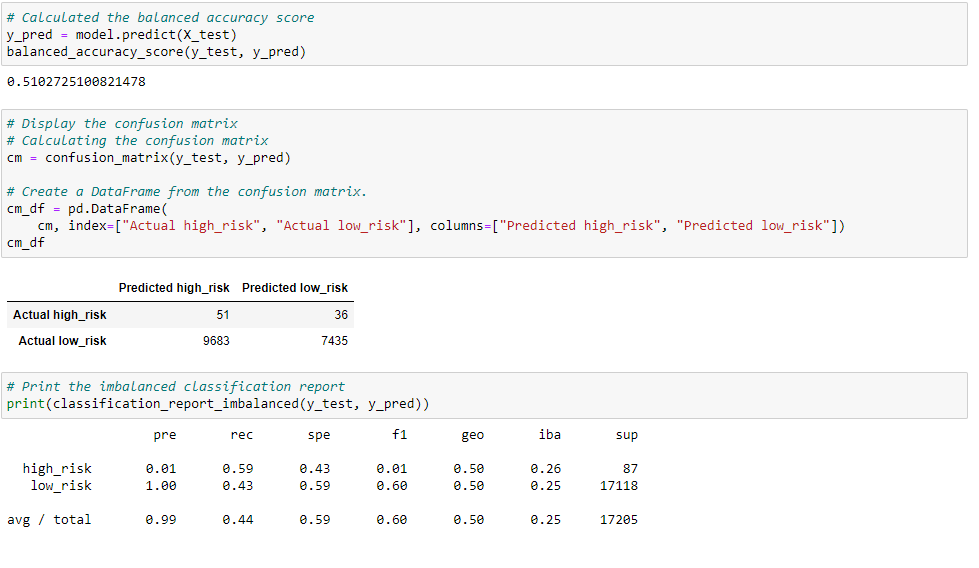 # Calculated the balanced accuracy score
y_pred = model.predict(X_test)
balanced_accuracy_score(y_test, y_pred)
0.5102725100821478
# Display the confusion matrix
# Calculating the confusion matrix
cm = confusion_matrix(y_test, y_pred)
# Create a DataFrame from the confusion matrix.
cm_df = pd.DataFrame(
    cm, index=["Actual high_risk", "Actual low_risk"], columns=["Predicted high_risk", "Predicted low_risk"])
cm_df
Predicted high_risk Predicted low_risk
Actual high_risk 51 36
Actual low_risk 9683 7435
# Print the imbalanced classification report
print(classification_report_imbalanced(y_test, y_pred))
pre rec spe f1 geo iba sup
high_risk 0.01 0.59 0.43 0.01 0.50 0.26 87
low_risk 1.00 0.43 0.59 0.60 0.50 0.25 17118
avg / total 0.99 0.44 0.59 0.60 0.50 0.25 17205